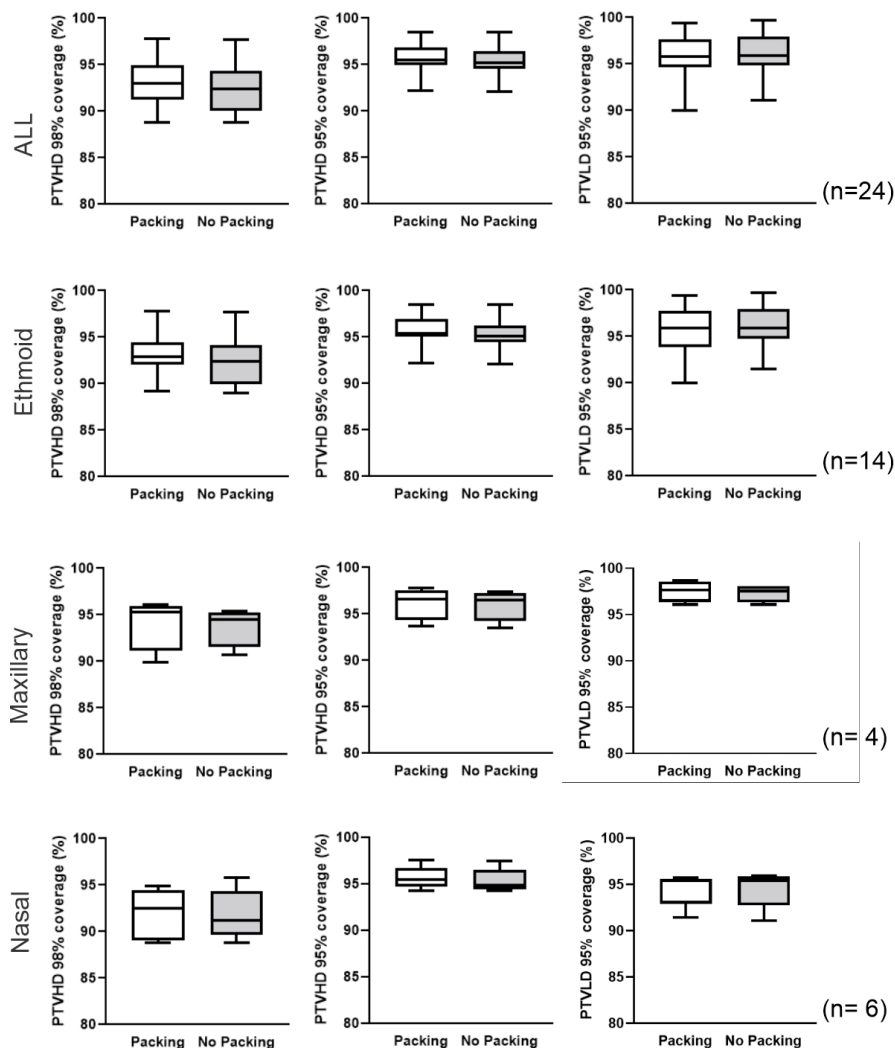 ALL
PTVHD 98% coverage (%)
100
95
90
85
80
Packing No Packing
PTVHD 95% coverage (%)
100
95
90
85
80
Packing No Packing
PTVLD 95% coverage (%)
100
95
90
85
80
Packing No Packing
(n=24)
Ethmoid
PTVHD 98% coverage (%)
100
95
90
85
80
Packing No Packing
PTVHD 95% coverage (%)
100
95
90
85
80
Packing No Packing
PTVLD 95% coverage (%)
100
95
90
85
80
Packing No Packing
(n=14)
Maxillary
PTVHD 98% coverage (%)
100
95
90
85
80
Packing No Packing
PTVHD 95% coverage (%)
100
95
90
85
80
Packing No Packing
PTVLD 95% coverage (%)
100
95
90
85
80
Packing No Packing
(n= 4)
Nasal
PTVHD 98% coverage (%)
100
95
90
85
80
Packing No Packing
PTVHD 95% coverage (%)
100
95
90
85
80
Packing No Packing
PTVLD 95% coverage (%)
100
95
90
85
80
Packing No Packing
(n= 6)